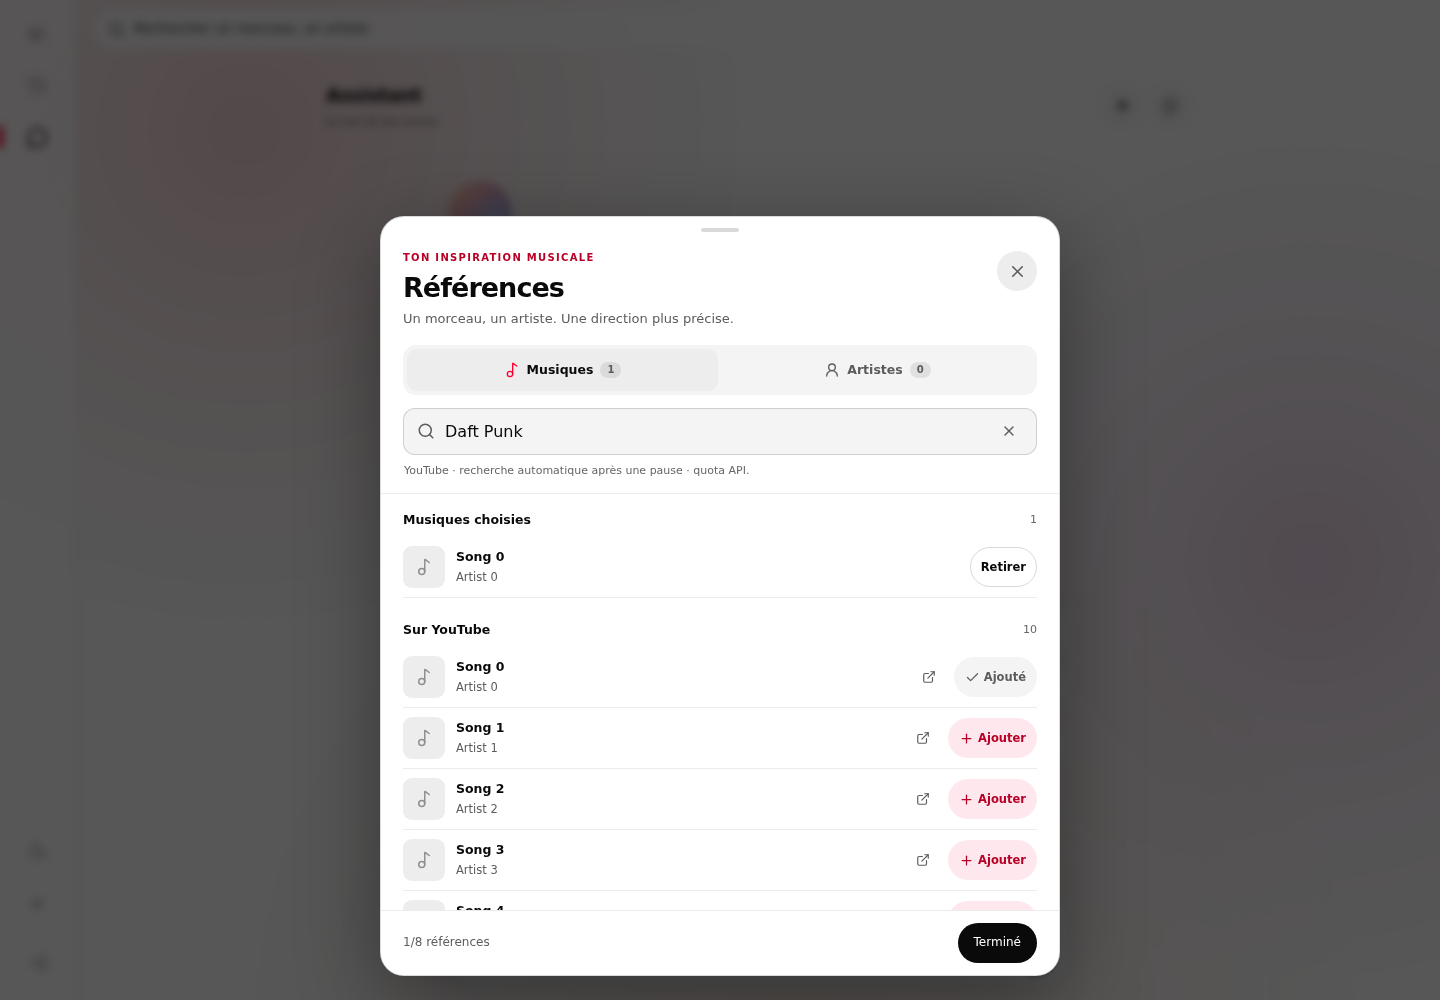 Assistant
TON INSPIRATION MUSICALE
Références
Un morceau, un artiste. Une direction plus précise.
Musiques 1
Artistes 0
Daft Punk
YouTube · recherche automatique après une pause · quota API.
Musiques choisies 1
Song 0
Artist 0
Retirer
Sur YouTube 10
Song 0
Artist 0
Ajouté
Song 1
Artist 1
Ajouter
Song 2
Artist 2
Ajouter
Song 3
Artist 3
Ajouter
Song 4
1/8 références
Terminé